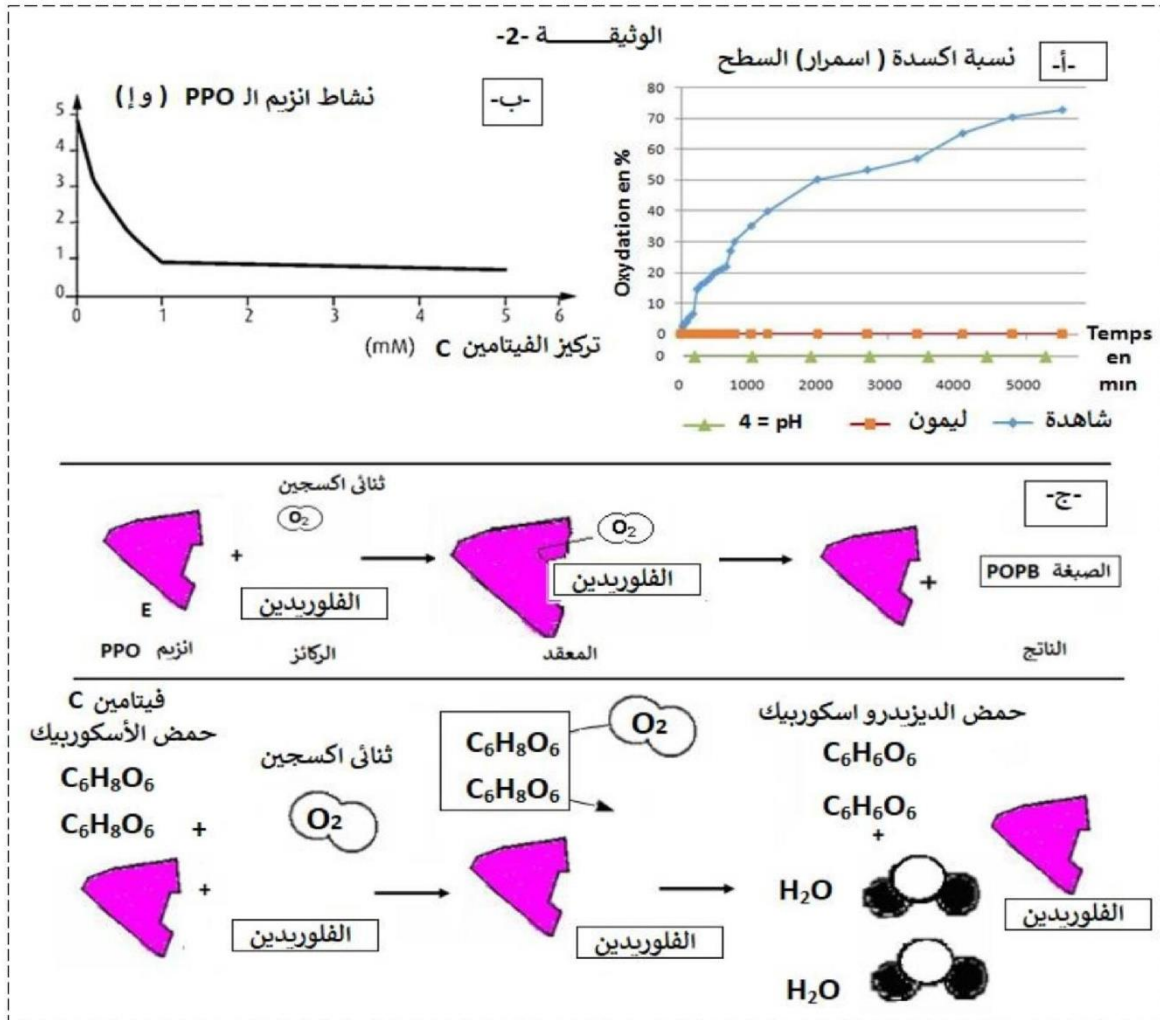 الوثيقـــــــة -2-
-أ-
نسبة اكسدة ( اسمرار) السطح
Oxydation en %
80
70
60
50
40
30
20
10
0
0
0 1000 2000 3000 4000 5000
Temps
en
min
شاهدة
ليمون
4 = pH
-ب-
نشاط انزيم الـ PPO ( و إ)
5
4
3
2
1
0
0 1 2 3 4 5 6
تركيز الفيتامين C (mM)
-ج-
ثنائى اكسجين
O2
+
الفلوريدين
E
انزيم PPO
الركائز
O2
الفلوريدين
المعقد
+
الصبغة POPB
الناتج
فيتامين C
حمض الأسكوربيك
C6H8O6
C6H8O6 +
+
ثنائى اكسجين
O2
الفلوريدين
C6H8O6
C6H8O6
O2
الفلوريدين
حمض الديزيدرو اسكوربيك
C6H6O6
C6H6O6
+
H2O
H2O
الفلوريدين